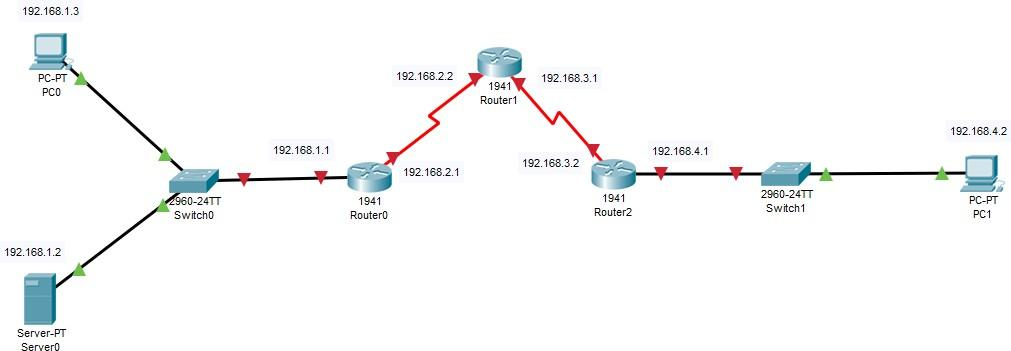 192.168.1.3
PC-PT
PC0
192.168.2.2
1941
Router1
192.168.3.1
192.168.1.1
192.168.2.1
192.168.3.2
192.168.4.1
192.168.4.2
2960-24TT
Switch0
1941
Router0
1941
Router2
2960-24TT
Switch1
PC-PT
PC1
192.168.1.2
Server-PT
Server0